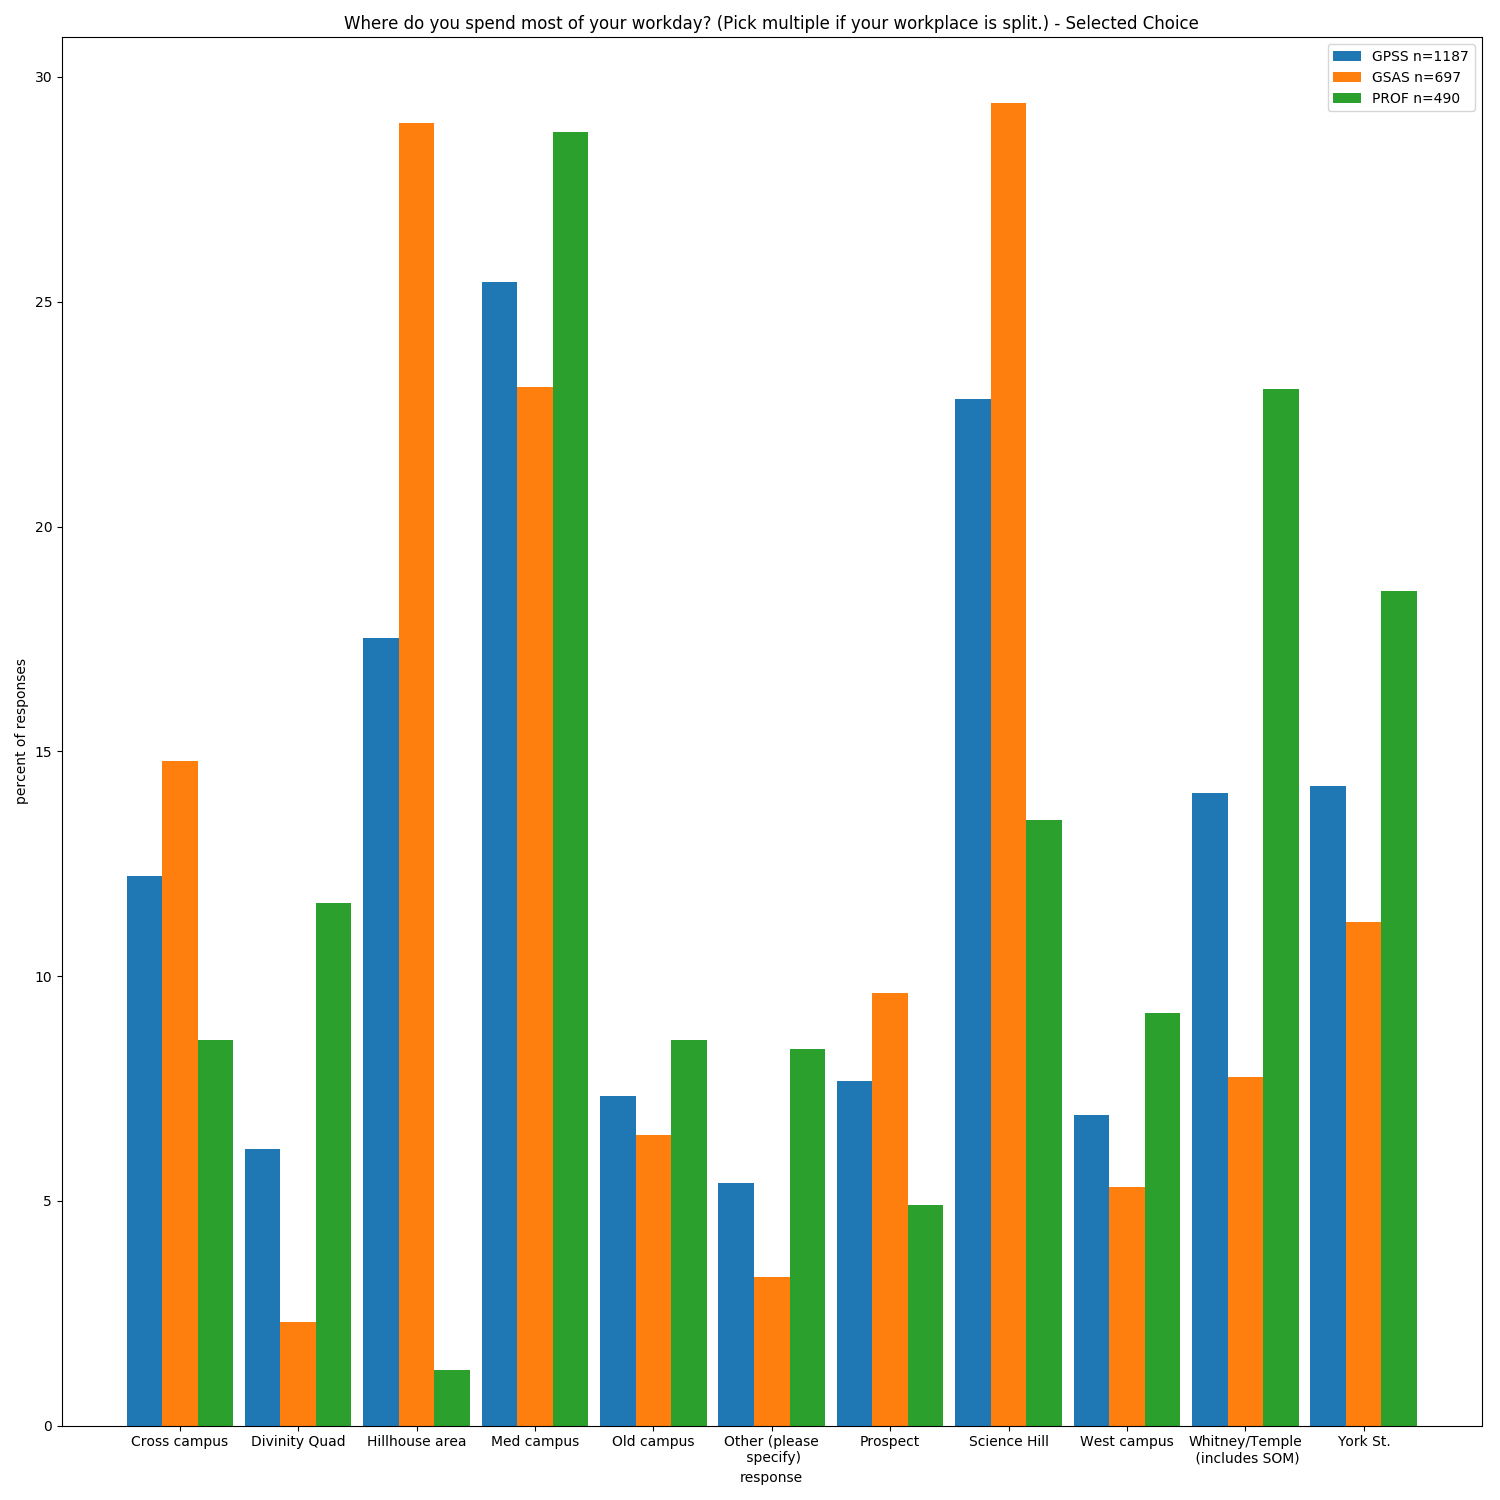 Where do you spend most of your workday? (Pick multiple if your workplace is split.) - Selected Choice
GPSS n=1187
GSAS n=697
PROF n=490
percent of responses
30
25
20
15
10
5
0
Cross campus
Divinity Quad
Hillhouse area
Med campus
Old campus
Other (please
specify)
Prospect
Science Hill
West campus
Whitney/Temple
(includes SOM)
York St.
response